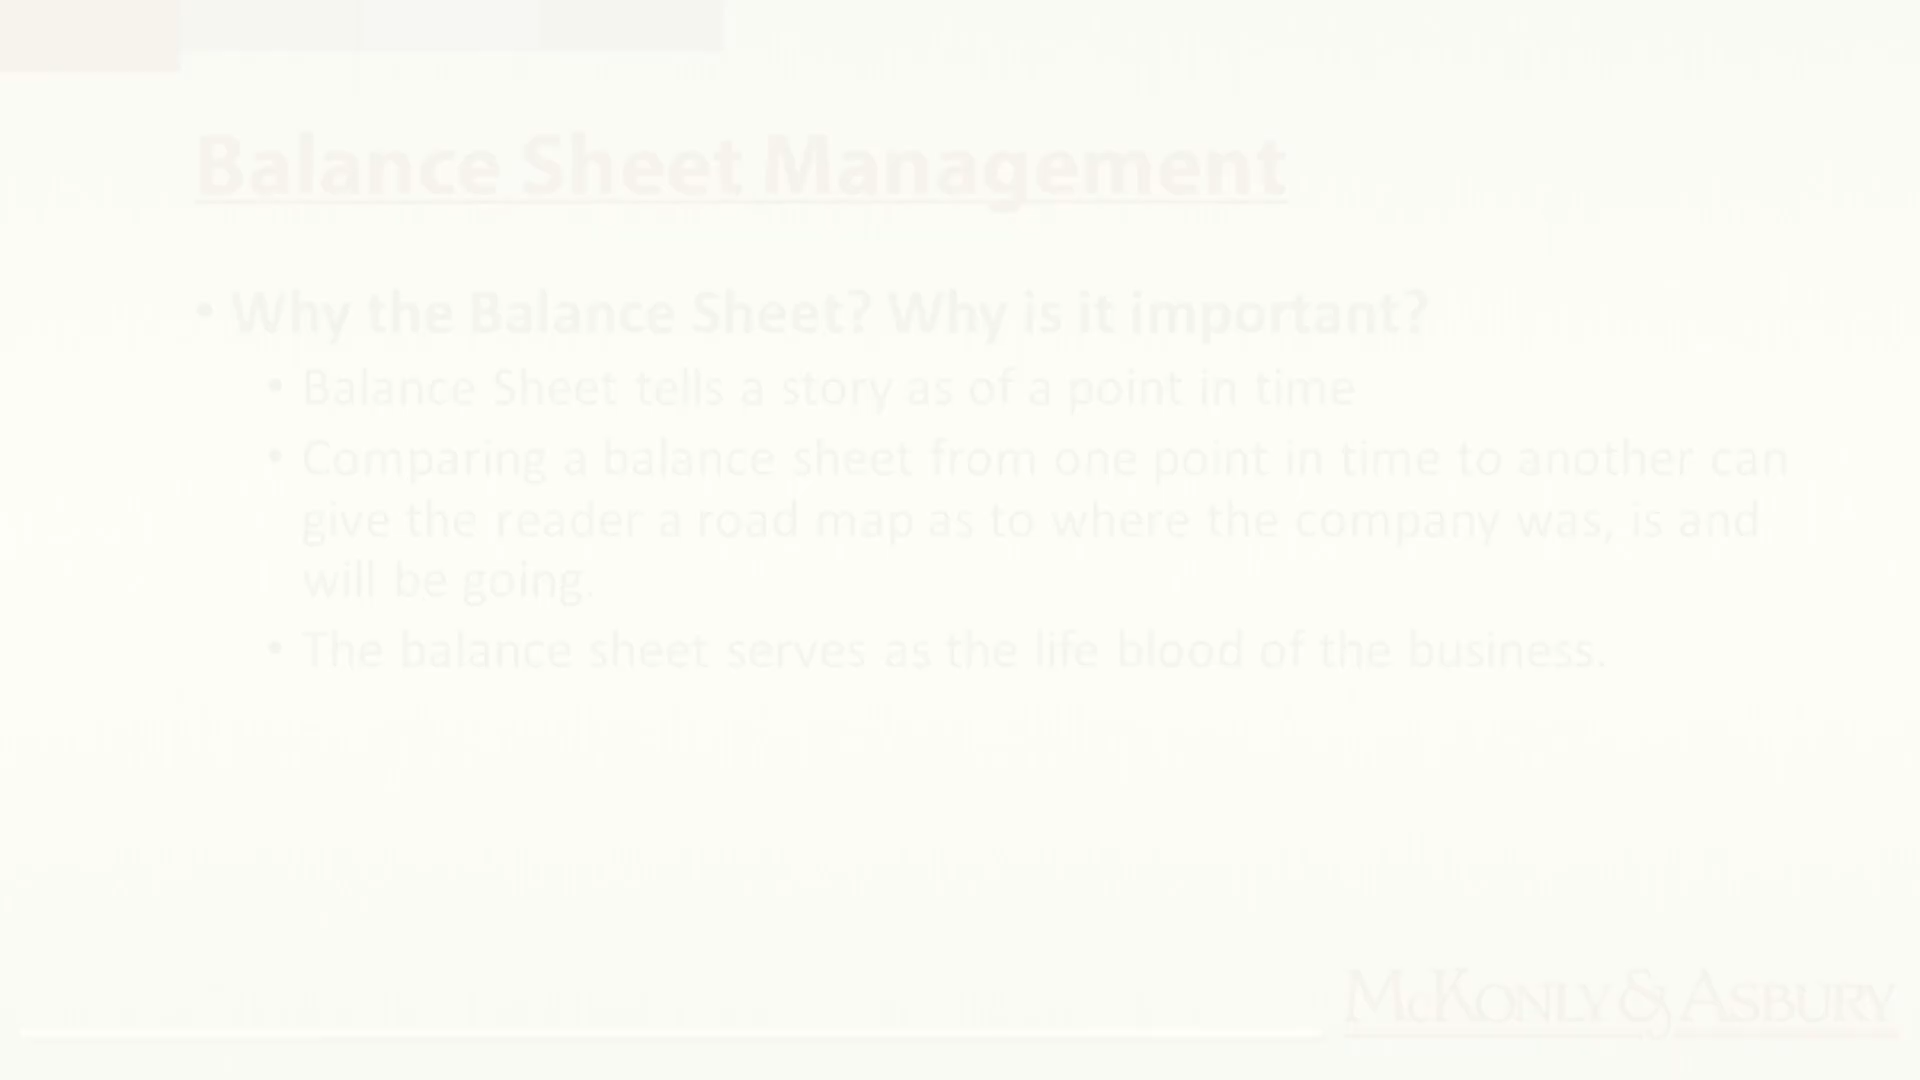 Balance Sheet Management
• Why the Balance Sheet? Why is it important?
• Balance Sheet tells a story as of a point in time
• Comparing a balance sheet from one point in time to another can
give the reader a road map as to where the company was, is and
will be going.
• The balance sheet serves as the life blood of the business.
McKonly & Asbury